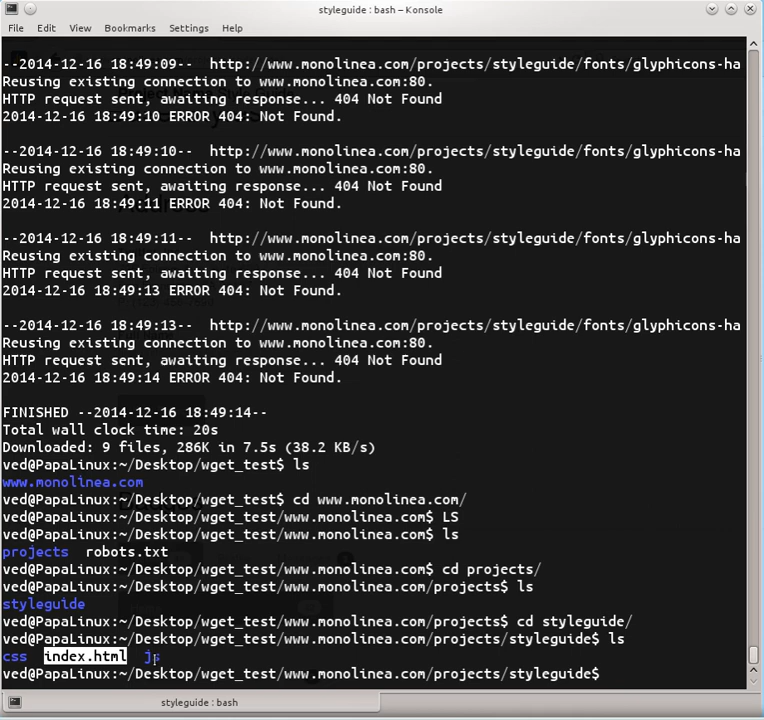 styleguide : bash – Konsole
File Edit View Bookmarks Settings Help
--2014-12-16 18:49:09-- http://www.monolinea.com/projects/styleguide/fonts/glyphicons-ha
Reusing existing connection to www.monolinea.com:80.
HTTP request sent, awaiting response... 404 Not Found
2014-12-16 18:49:10 ERROR 404: Not Found.
--2014-12-16 18:49:10-- http://www.monolinea.com/projects/styleguide/fonts/glyphicons-ha
Reusing existing connection to www.monolinea.com:80.
HTTP request sent, awaiting response... 404 Not Found
2014-12-16 18:49:11 ERROR 404: Not Found.
--2014-12-16 18:49:11-- http://www.monolinea.com/projects/styleguide/fonts/glyphicons-ha
Reusing existing connection to www.monolinea.com:80.
HTTP request sent, awaiting response... 404 Not Found
2014-12-16 18:49:13 ERROR 404: Not Found.
--2014-12-16 18:49:13-- http://www.monolinea.com/projects/styleguide/fonts/glyphicons-ha
Reusing existing connection to www.monolinea.com:80.
HTTP request sent, awaiting response... 404 Not Found
2014-12-16 18:49:14 ERROR 404: Not Found.
FINISHED --2014-12-16 18:49:14--
Total wall clock time: 20s
Downloaded: 9 files, 286K in 7.5s (38.2 KB/s)
ved@PapaLinux:~/Desktop/wget_test$ ls
www.monolinea.com
ved@PapaLinux:~/Desktop/wget_test$ cd www.monolinea.com/
ved@PapaLinux:~/Desktop/wget_test/www.monolinea.com$ LS
ved@PapaLinux:~/Desktop/wget_test/www.monolinea.com$ ls
projects robots.txt
ved@PapaLinux:~/Desktop/wget_test/www.monolinea.com$ cd projects/
ved@PapaLinux:~/Desktop/wget_test/www.monolinea.com/projects$ ls
styleguide
ved@PapaLinux:~/Desktop/wget_test/www.monolinea.com/projects$ cd styleguide/
ved@PapaLinux:~/Desktop/wget_test/www.monolinea.com/projects/styleguide$ ls
css index.html js
ved@PapaLinux:~/Desktop/wget_test/www.monolinea.com/projects/styleguide$
styleguide : bash